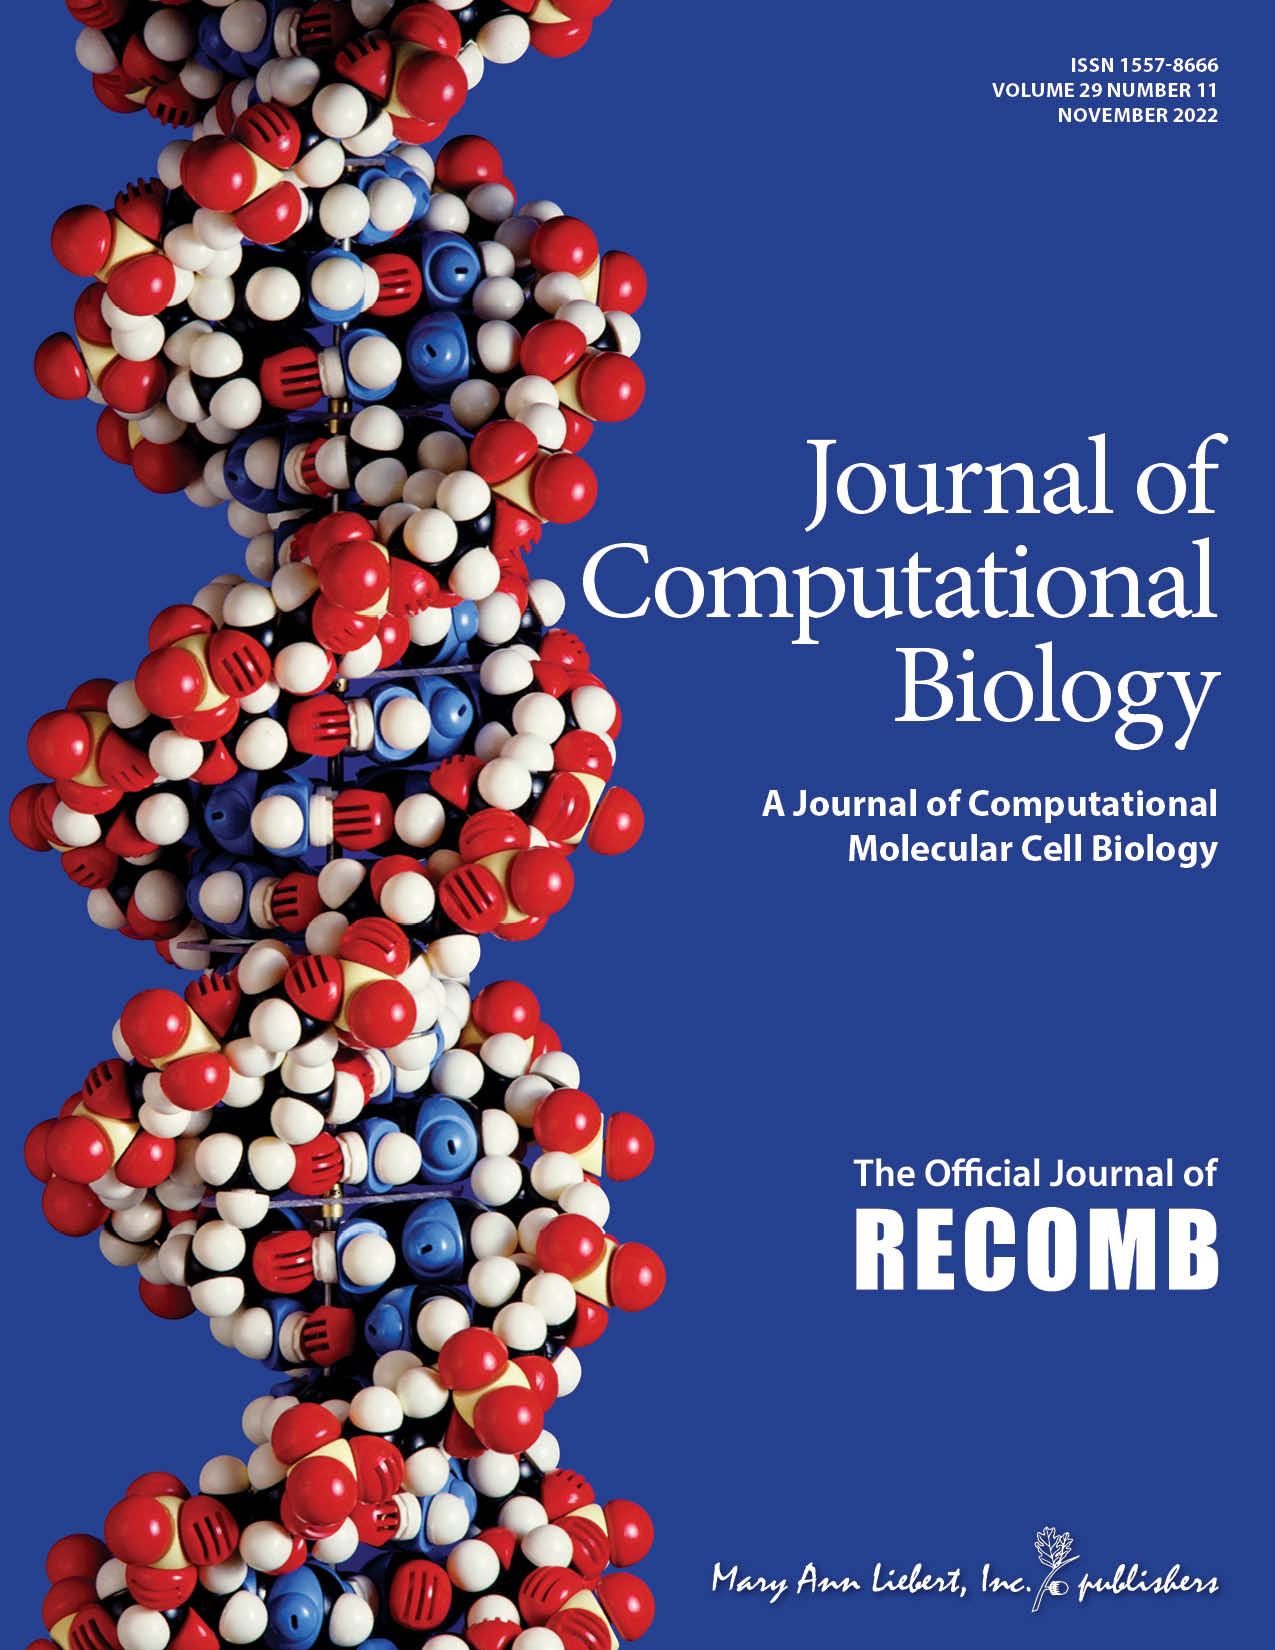 ISSN 1557-8666
VOLUME 29 NUMBER 11
NOVEMBER 2022
Journal of
Computational
Biology
A Journal of Computational
Molecular Cell Biology
The Official Journal of
RECOMB
Mary Ann Liebert, Inc. publishers